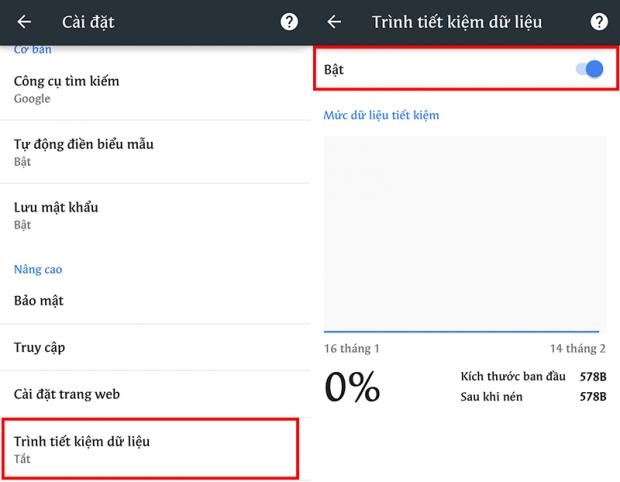 Cài đặt
?
Cơ bản
Công cụ tìm kiếm
Google
Tự động điền biểu mẫu
Bật
Lưu mật khẩu
Bật
Nâng cao
Bảo mật
Truy cập
Cài đặt trang web
Trình tiết kiệm dữ liệu
Tắt
Trình tiết kiệm dữ liệu
?
Bật
Mức dữ liệu tiết kiệm
16 tháng 1 14 tháng 2
0%
Kích thước ban đầu 578B
Sau khi nén 578B